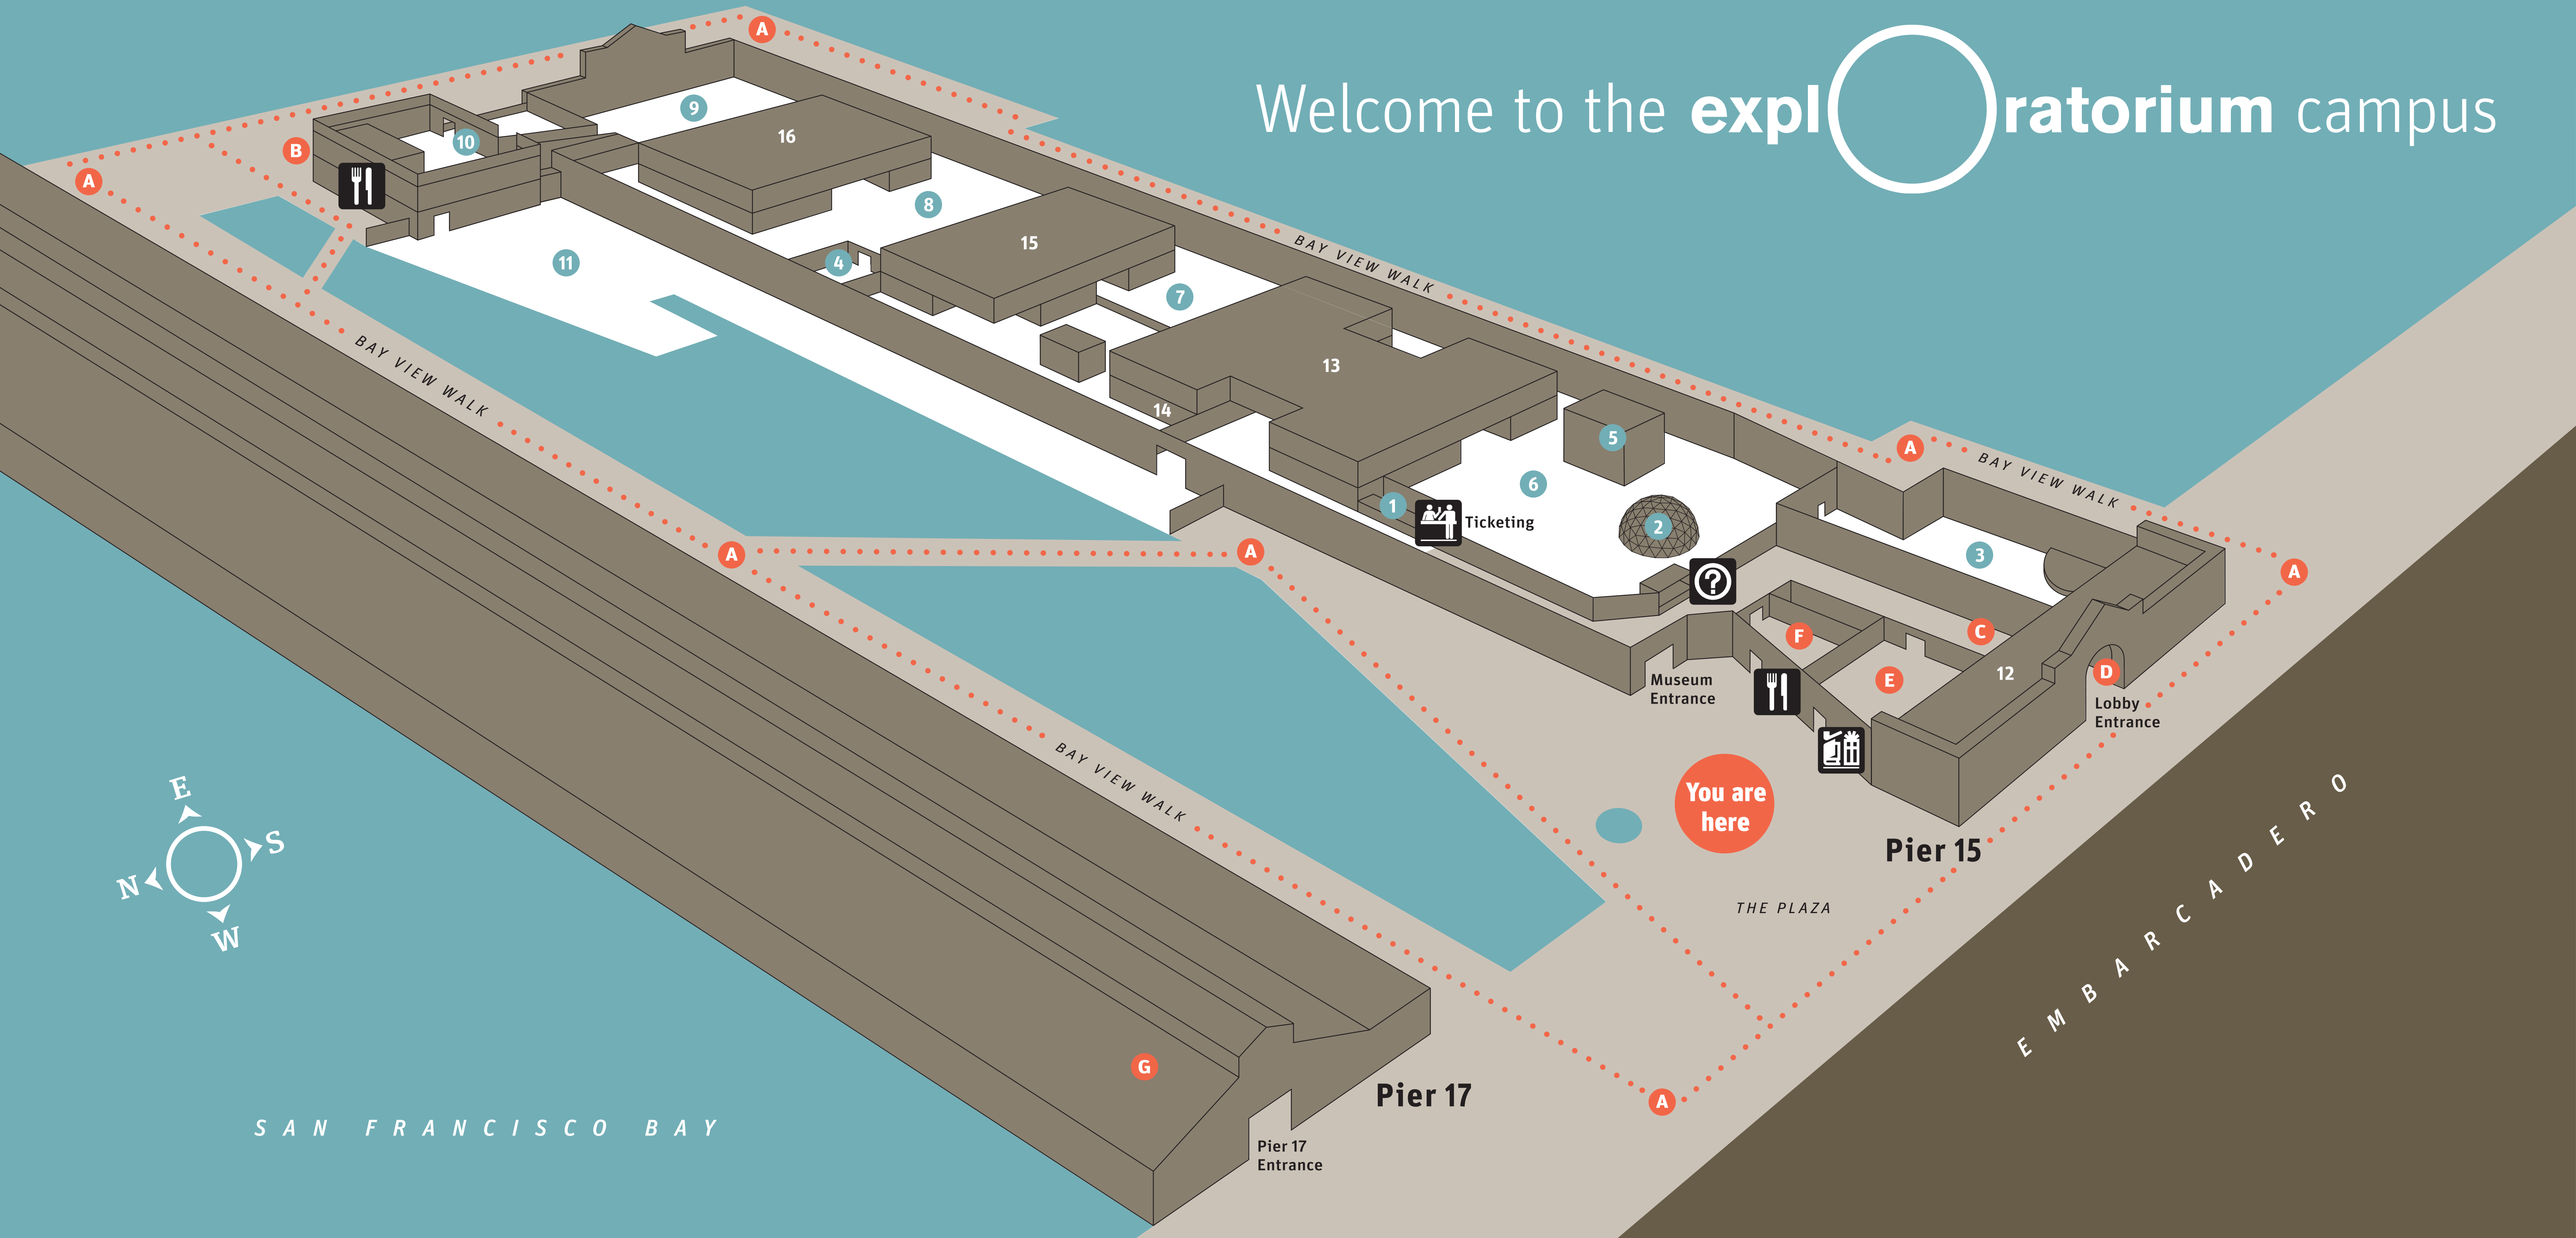 Welcome to the explOratorium campus
A
9
16
10
B
A
8
15
4
11
7
BAY VIEW WALK
13
14
BAY VIEW WALK
5
A
BAY VIEW WALK
6
1
Ticketing
2
3
A
A
A
?
F
C
E
12
D
Museum
Entrance
Lobby
Entrance
BAY VIEW WALK
You are
here
Pier 15
THE PLAZA
EMBARCADERO
E
S
N
W
G
Pier 17
A
SAN FRANCISCO BAY
Pier 17
Entrance